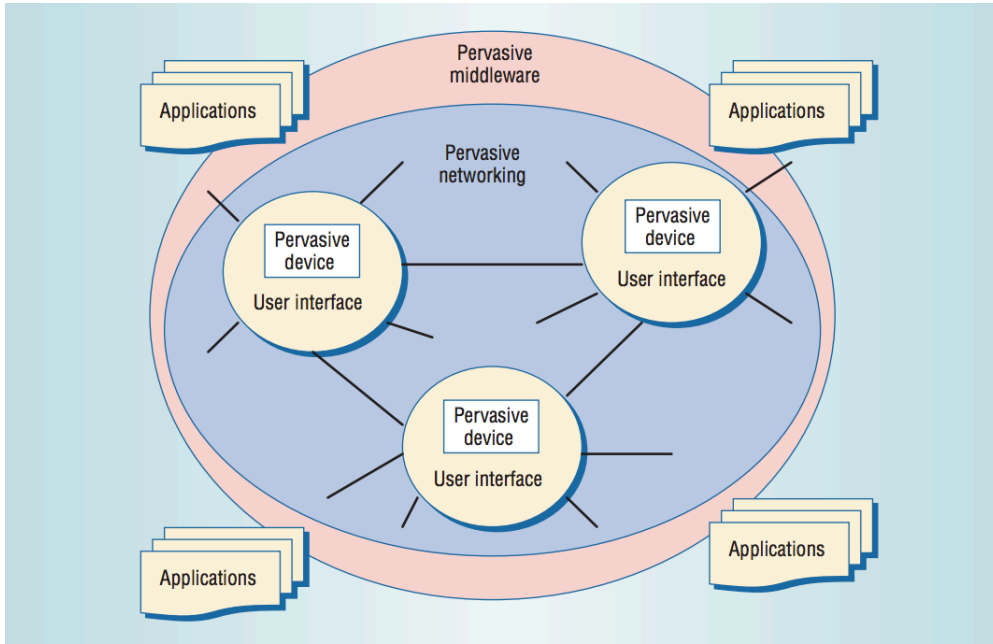 Pervasive
middleware
Applications
Applications
Pervasive
networking
Pervasive
device
User interface
Pervasive
device
User interface
Pervasive
device
User interface
Applications
Applications